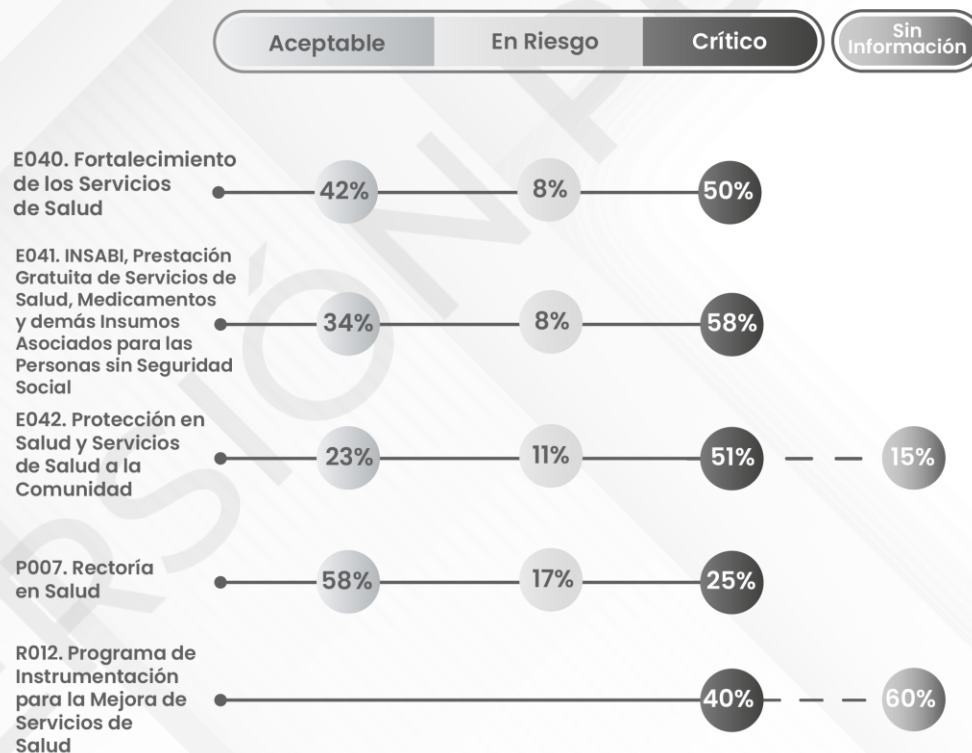 Aceptable
En Riesgo
Crítico
Sin
Información
E040. Fortalecimiento
de los Servicios
de Salud
42%
8%
50%
E041. INSABI, Prestación
Gratuita de Servicios de
Salud, Medicamentos
y demás Insumos
Asociados para las
Personas sin Seguridad
Social
34%
8%
58%
E042. Protección en
Salud y Servicios
de Salud a la
Comunidad
23%
11%
51%
15%
P007. Rectoría
en Salud
58%
17%
25%
R012. Programa de
Instrumentación
para la Mejora de
Servicios de
Salud
40%
60%